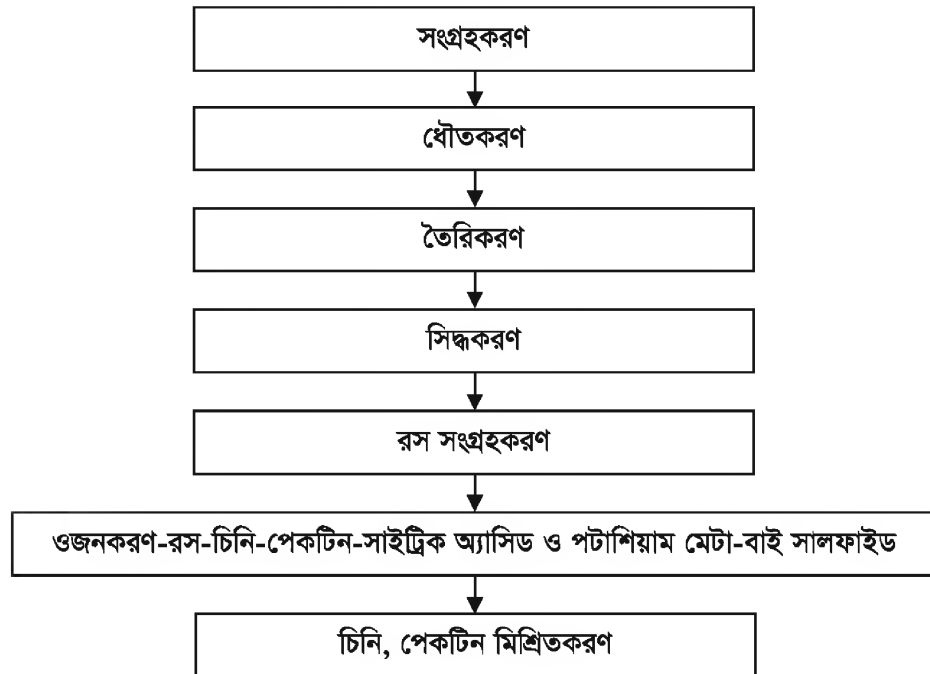 সংগ্রহকরণ
ধৌতকরণ
তৈরিকরণ
সিদ্ধকরণ
রস সংগ্রহকরণ
ওজনকরণ-রস-চিনি-পেকটিন-সাইট্রিক অ্যাসিড ও পটাশিয়াম মেটা-বাই সালফাইড
চিনি, পেকটিন মিশ্রিতকরণ